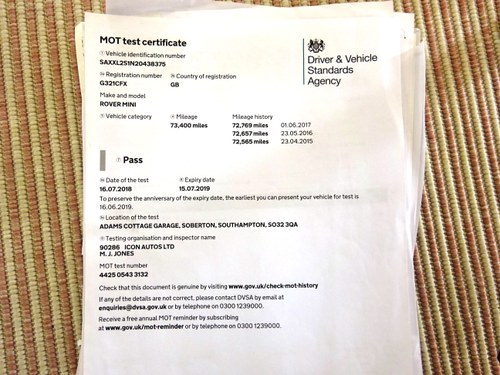 MOT test certificate
Vehicle identification number
SAXXL2S1N20438375
Registration number
G321CFX
Country of registration
GB
Make and model
ROVER MINI
Vehicle category
Mileage
73,400 miles
Mileage history
72,769 miles 01.06.2017
72,657 miles 23.05.2016
72,565 miles 23.04.2015
Pass
Date of the test
16.07.2018
Expiry date
15.07.2019
To preserve the anniversary of the expiry date, the earliest you can present your vehicle for test is
16.06.2019.
Location of the test
ADAMS COTTAGE GARAGE, SOBERTON, SOUTHAMPTON, SO32 3QA
Testing organisation and inspector name
90286 ICON AUTOS LTD
M. J. JONES
MOT test number
4425 0543 3132
Check that this document is genuine by visiting www.gov.uk/check-mot-history
If any of the details are not correct, please contact DVSA by email at
enquiries@dvsa.gov.uk or by telephone on 0300 1239000.
Receive a free annual MOT reminder by subscribing
at www.gov.uk/mot-reminder or by telephone on 0300 1239000.
Driver & Vehicle
Standards
Agency